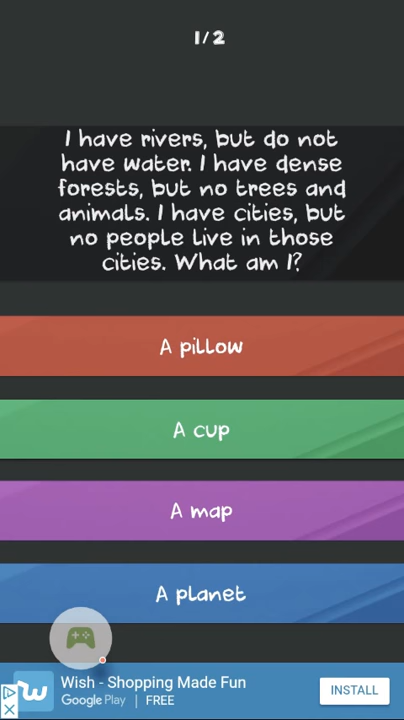 1/2
I have rivers, but do not
have water. I have dense
forests, but no trees and
animals. I have cities, but
no people live in those
cities. What am I?
A pillow
A cup
A map
A planet
Wish - Shopping Made Fun
Google Play | FREE
INSTALL